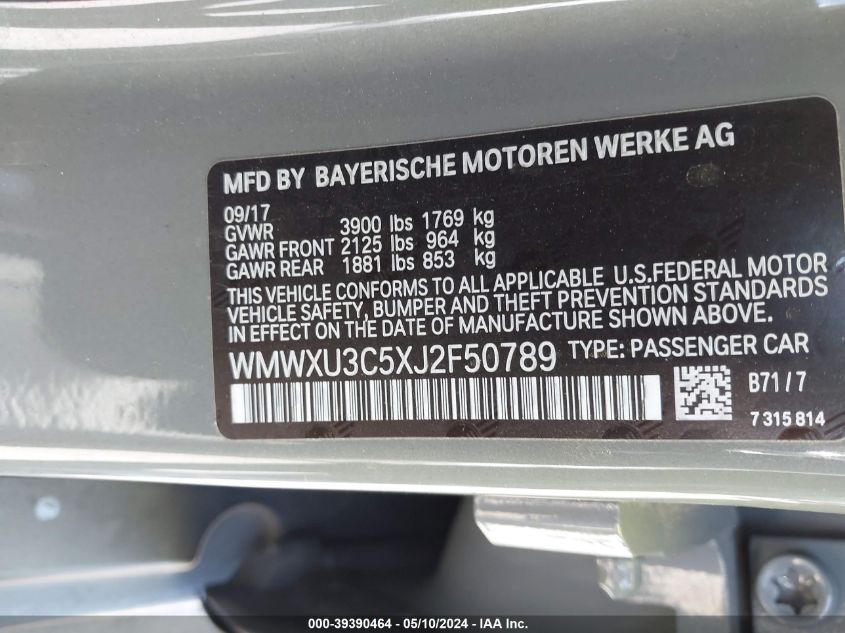 MFD BY BAYERISCHE MOTOREN WERKE AG
09/17
GVWR 3900 lbs 1769 kg
GAWR FRONT 2125 lbs 964 kg
GAWR REAR 1881 lbs 853 kg
THIS VEHICLE CONFORMS TO ALL APPLICABLE U.S.FEDERAL MOTOR
VEHICLE SAFETY, BUMPER AND THEFT PREVENTION STANDARDS
IN EFFECT ON THE DATE OF MANUFACTURE SHOWN ABOVE.
WMWXU3C5XJ2F50789 TYPE: PASSENGER CAR
B71/7
7315814
000-39390464 - 05/10/2024 - IAA Inc.